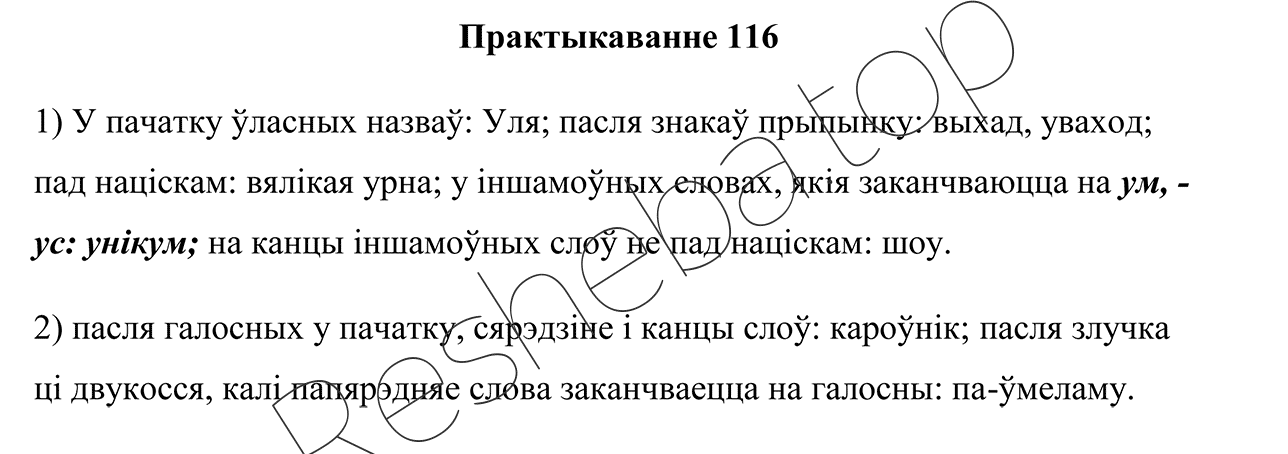 Практыкаванне 116
1) У пачатку ўласных назваў: Уля; пасля знакаў прыпынку: выхад, уваход;
пад націскам: вялікая урна; у іншамоўных словах, якія заканчваюцца на ум, -
ус: унікум; на канцы іншамоўных слоў не пад націскам: шоу.
2) пасля галосных у пачатку, сярэдзіне і канцы слоў: кароўнік; пасля злучка
ці двукосся, калі папярэдняе слова заканчваецца на галосны: па-ўмеламу.
Resheba top